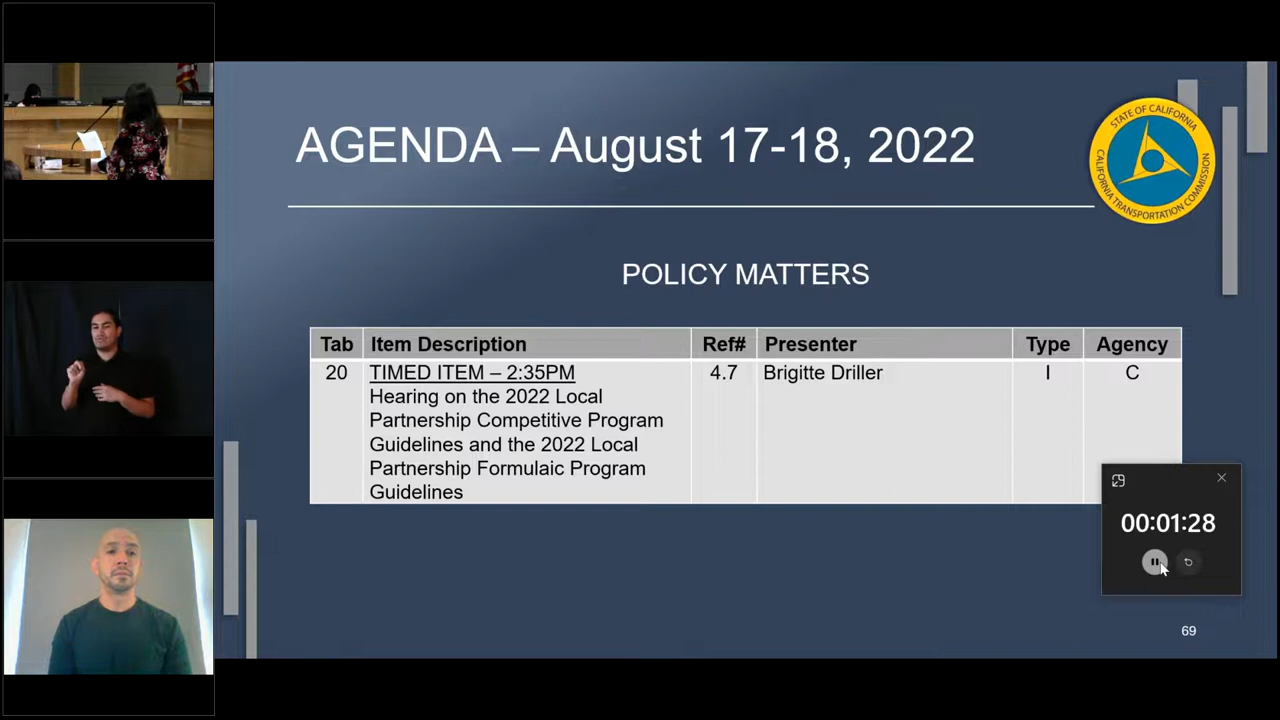 AGENDA – August 17-18, 2022
STATE OF CALIFORNIA
CALIFORNIA TRANSPORTATION COMMISSION
POLICY MATTERS
Tab Item Description Ref# Presenter Type Agency
20 TIMED ITEM – 2:35PM 4.7 Brigitte Driller I C
Hearing on the 2022 Local
Partnership Competitive Program
Guidelines and the 2022 Local
Partnership Formulaic Program
Guidelines
00:01:28
69